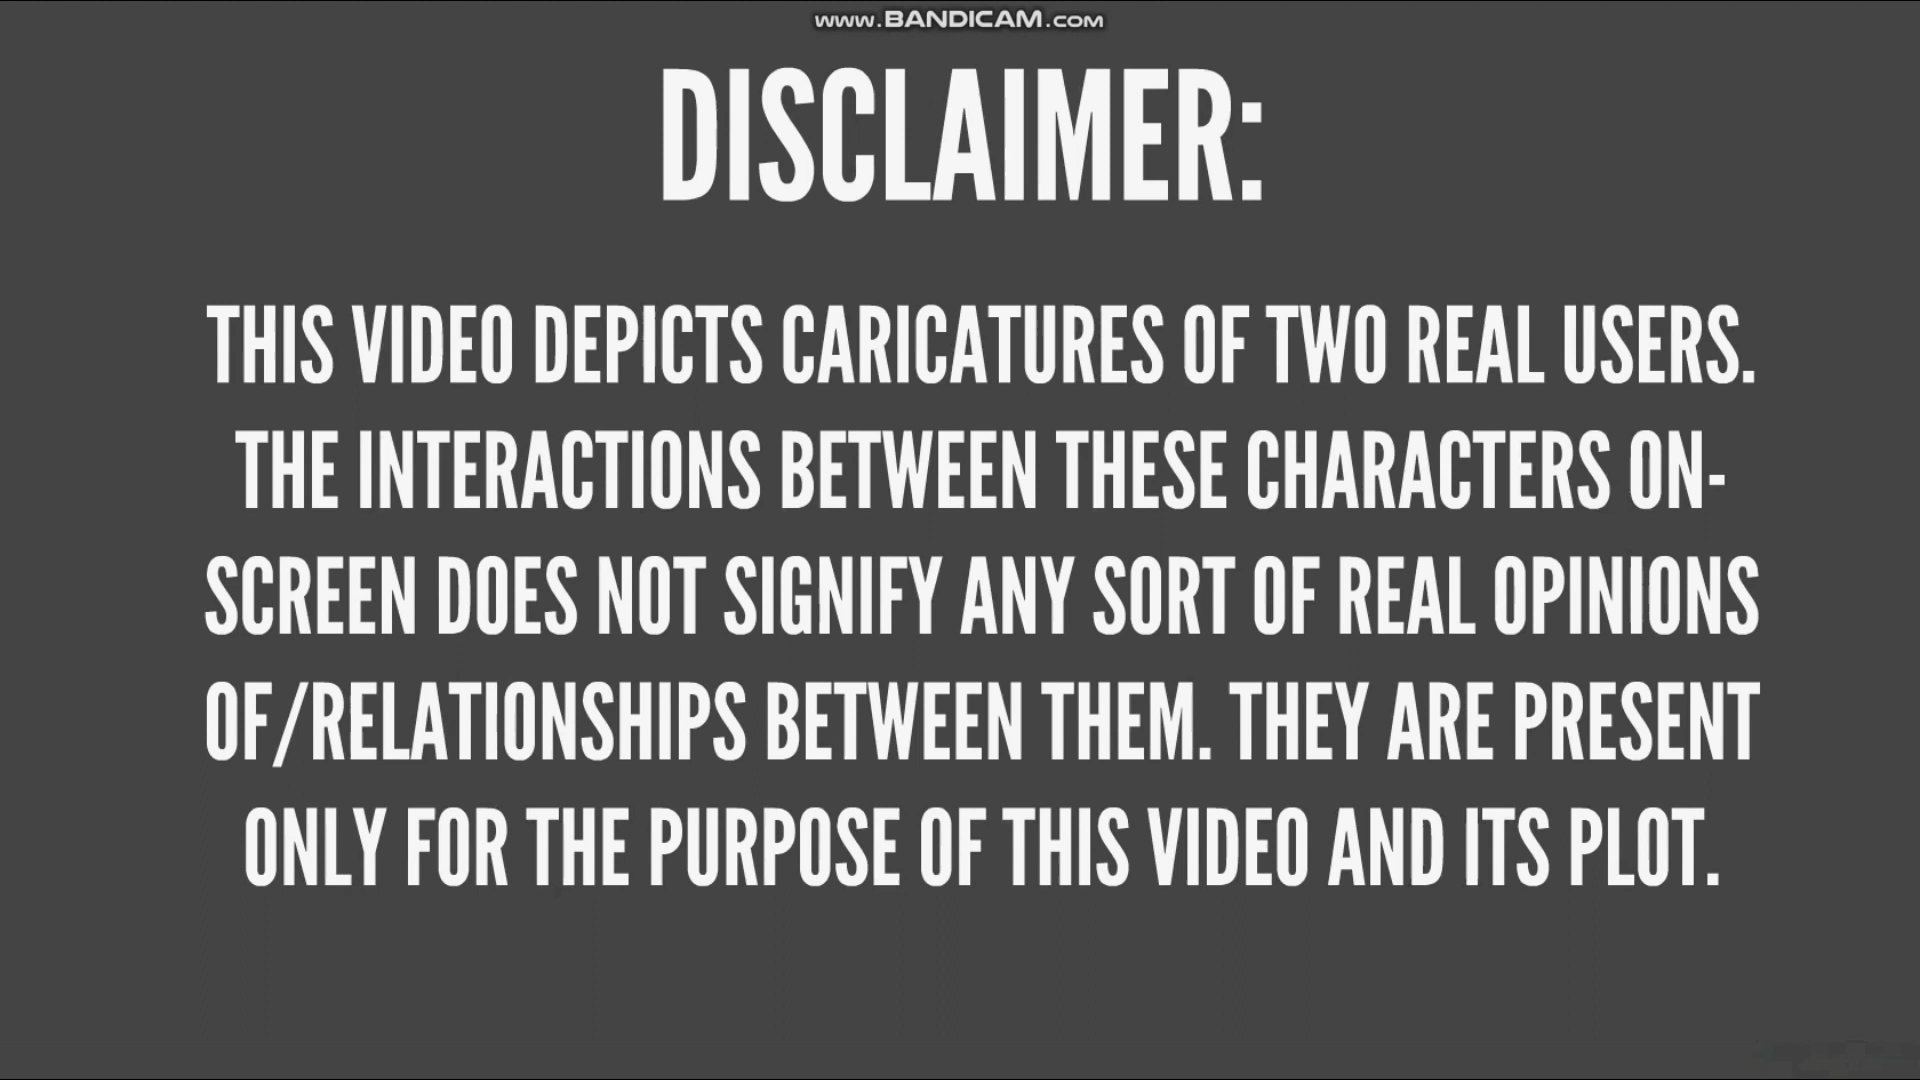 www.BANDICAM.com
DISCLAIMER:
THIS VIDEO DEPICTS CARICATURES OF TWO REAL USERS.
THE INTERACTIONS BETWEEN THESE CHARACTERS ON-
SCREEN DOES NOT SIGNIFY ANY SORT OF REAL OPINIONS
OF/RELATIONSHIPS BETWEEN THEM. THEY ARE PRESENT
ONLY FOR THE PURPOSE OF THIS VIDEO AND ITS PLOT.